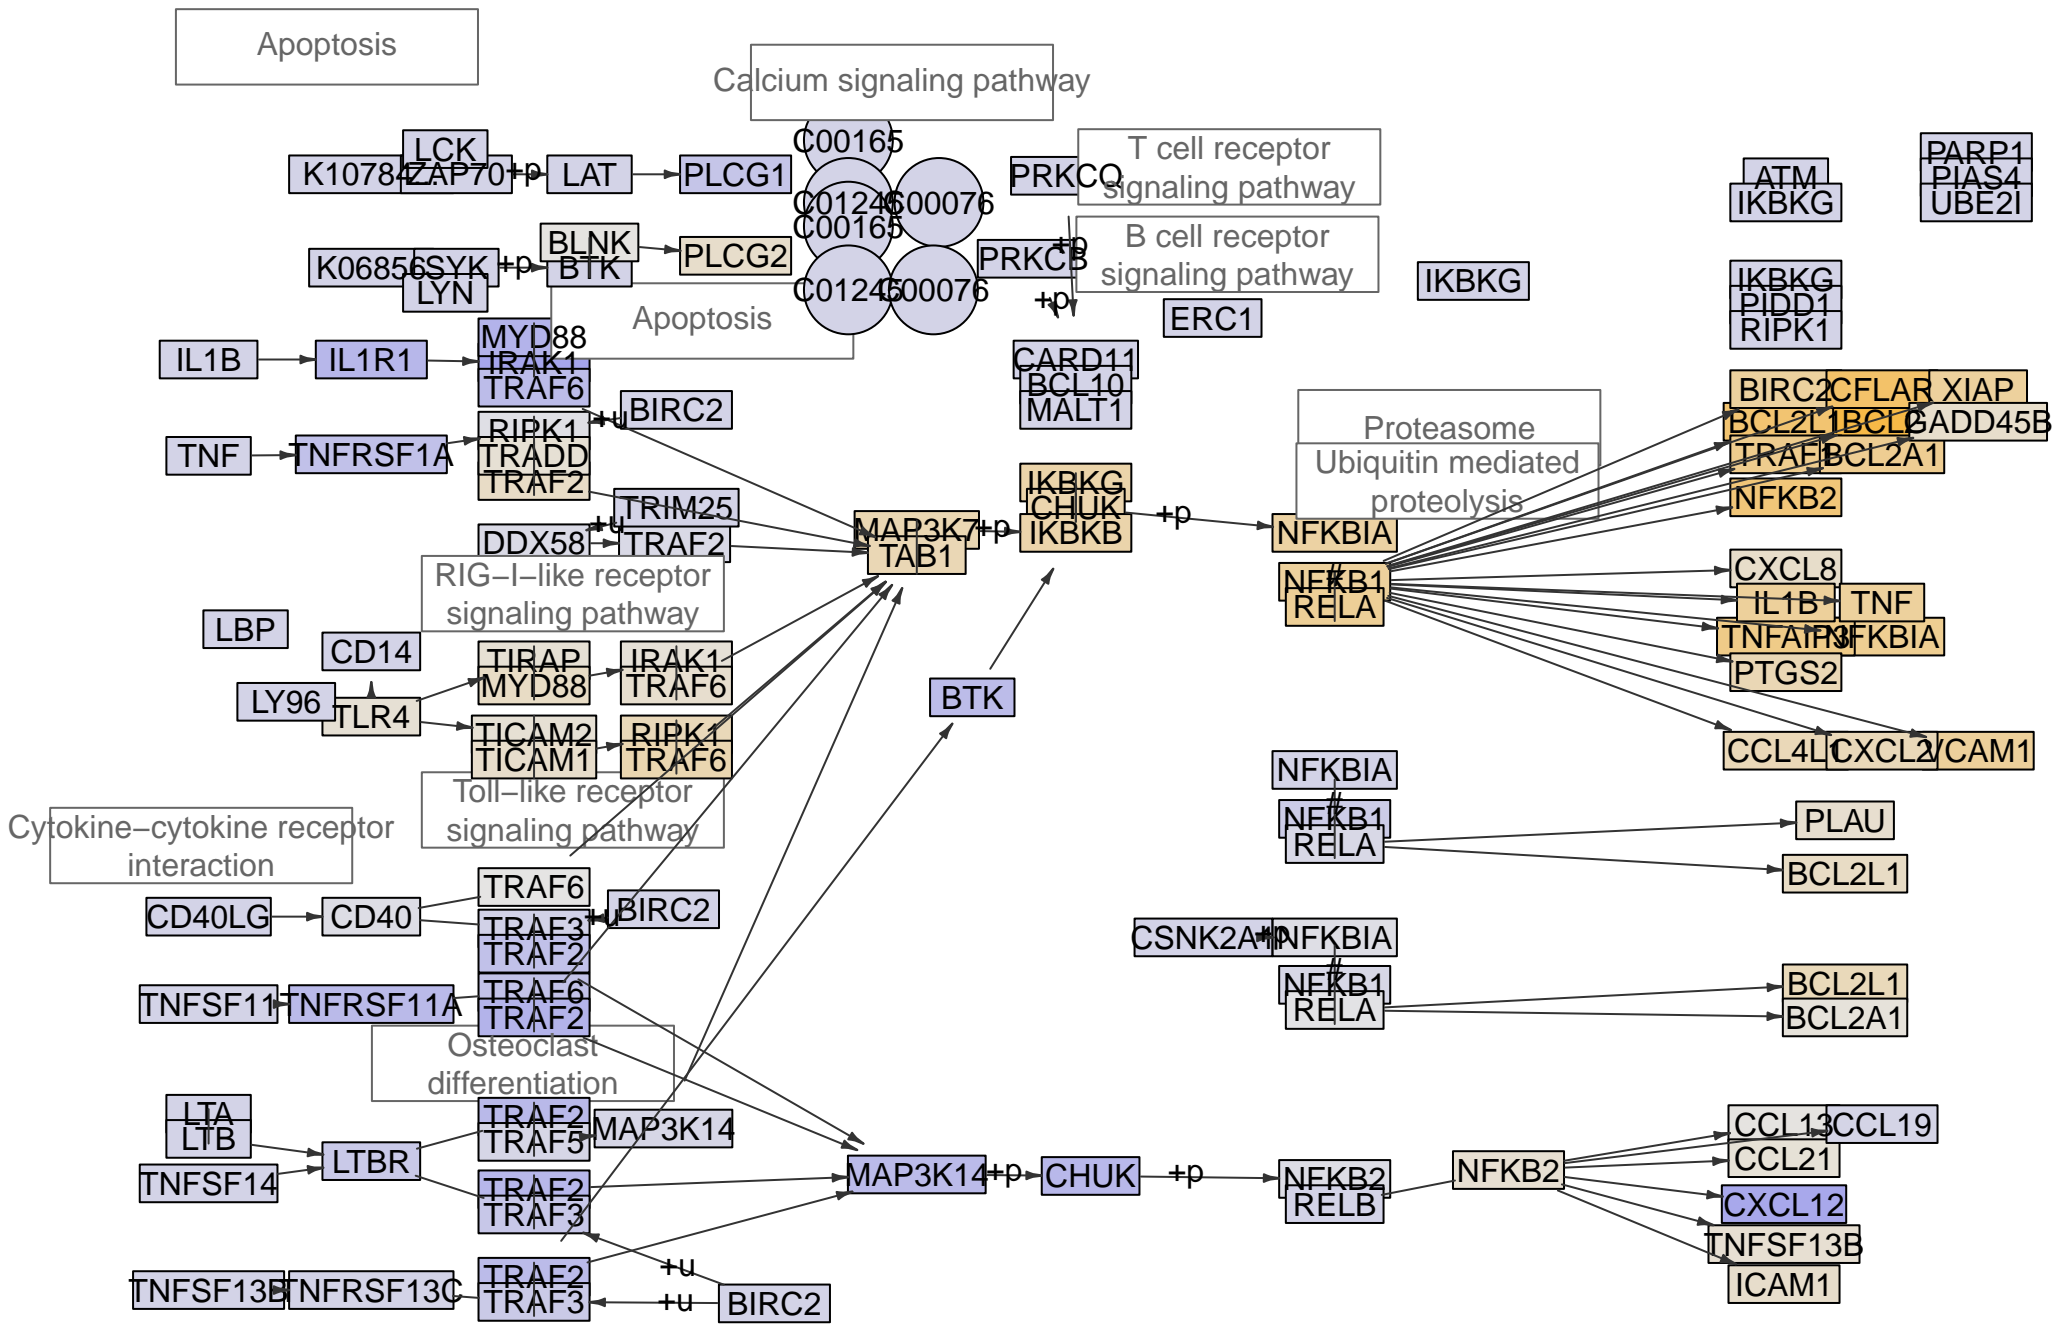 Apoptosis
Calcium signaling pathway
LCK
K10784
ZAP70
+p
LAT
PLCG1
C00165
C01246
C00076
PRKCQ
T cell receptor
signaling pathway
ATM
IKBKG
PARP1
PIAS4
UBE2I
K06856
SYK
LYN
+p
BLNK
BTK
PLCG2
C00165
C01245
C00076
PRKCB
+p
+p
B cell receptor
signaling pathway
ERC1
IKBKG
IKBKG
PIDD1
RIPK1
Apoptosis
IL1B
IL1R1
MYD88
IRAK1
TRAF6
CARD11
BCL10
MALT1
TNF
TNFRSF1A
RIPK1
TRADD
TRAF2
+u
BIRC2
Proteasome
Ubiquitin mediated
proteolysis
BIRC2
CFLAR
XIAP
BCL2L1
BCL2
GADD45B
TRAF1
BCL2A1
NFKB2
DDX58
+u
TRIM25
TRAF2
MAP3K7
TAB1
+p
IKBKG
CHUK
IKBKB
+p
NFKBIA
NFKB1
RELA
RIG−I−like receptor
signaling pathway
CXCL8
IL1B
TNF
TNFAIP3
NFKBIA
PTGS2
CCL4L1
CXCL2
VCAM1
LBP
CD14
LY96
TLR4
TIRAP
MYD88
IRAK1
TRAF6
TICAM2
TICAM1
RIPK1
TRAF6
BTK
Toll−like receptor
signaling pathway
Cytokine−cytokine receptor
interaction
NFKBIA
NFKB1
RELA
PLAU
BCL2L1
CD40LG
CD40
TRAF6
TRAF3
TRAF2
+u
BIRC2
CSNK2A1
+p
NFKBIA
NFKB1
RELA
BCL2L1
BCL2A1
TNFSF11
TNFRSF11A
TRAF6
TRAF2
Osteoclast
differentiation
LTA
LTB
TNFSF14
LTBR
TRAF2
TRAF5
MAP3K14
TRAF2
TRAF3
MAP3K14
+p
CHUK
+p
NFKB2
RELB
NFKB2
CCL13
CCL19
CCL21
CXCL12
TNFSF13B
ICAM1
TNFSF13B
TNFRSF13C
TRAF2
TRAF3
+u
+u
BIRC2